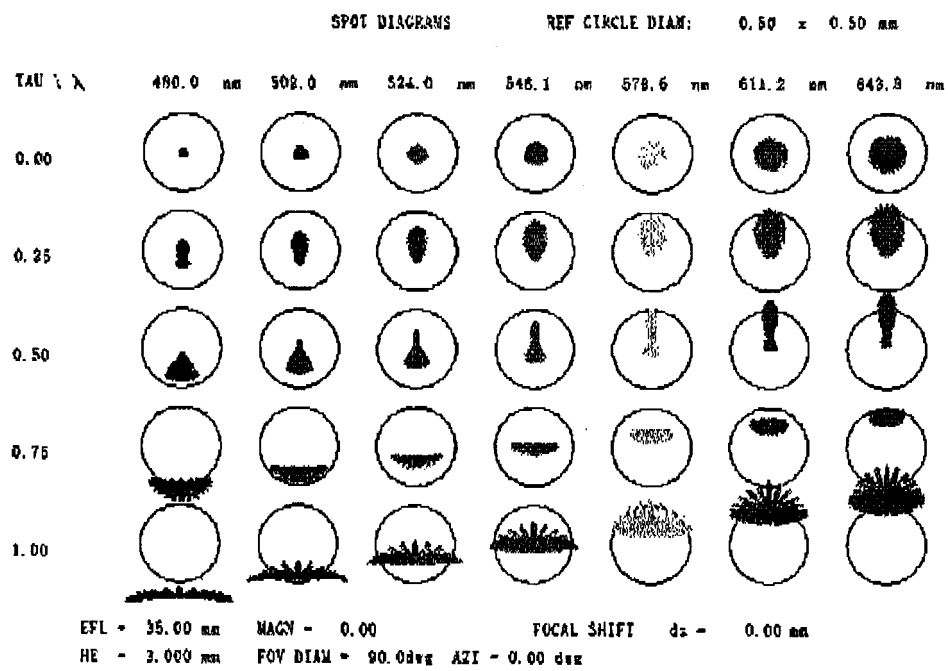 SPOT DIAGRAMS REF CIRCLE DIAM: 0.50 x 0.50 mm
TAU \ λ 480.0 nm 509.0 nm 524.0 nm 546.1 nm 578.6 nm 611.2 nm 643.8 nm
0.00
0.25
0.50
0.75
1.00
EFL = 35.00 mm MAGN = 0.00 FOCAL SHIFT dz = 0.00 mm
HE = 3.000 mm FOV DIAM = 90.0deg AZI = 0.00 deg